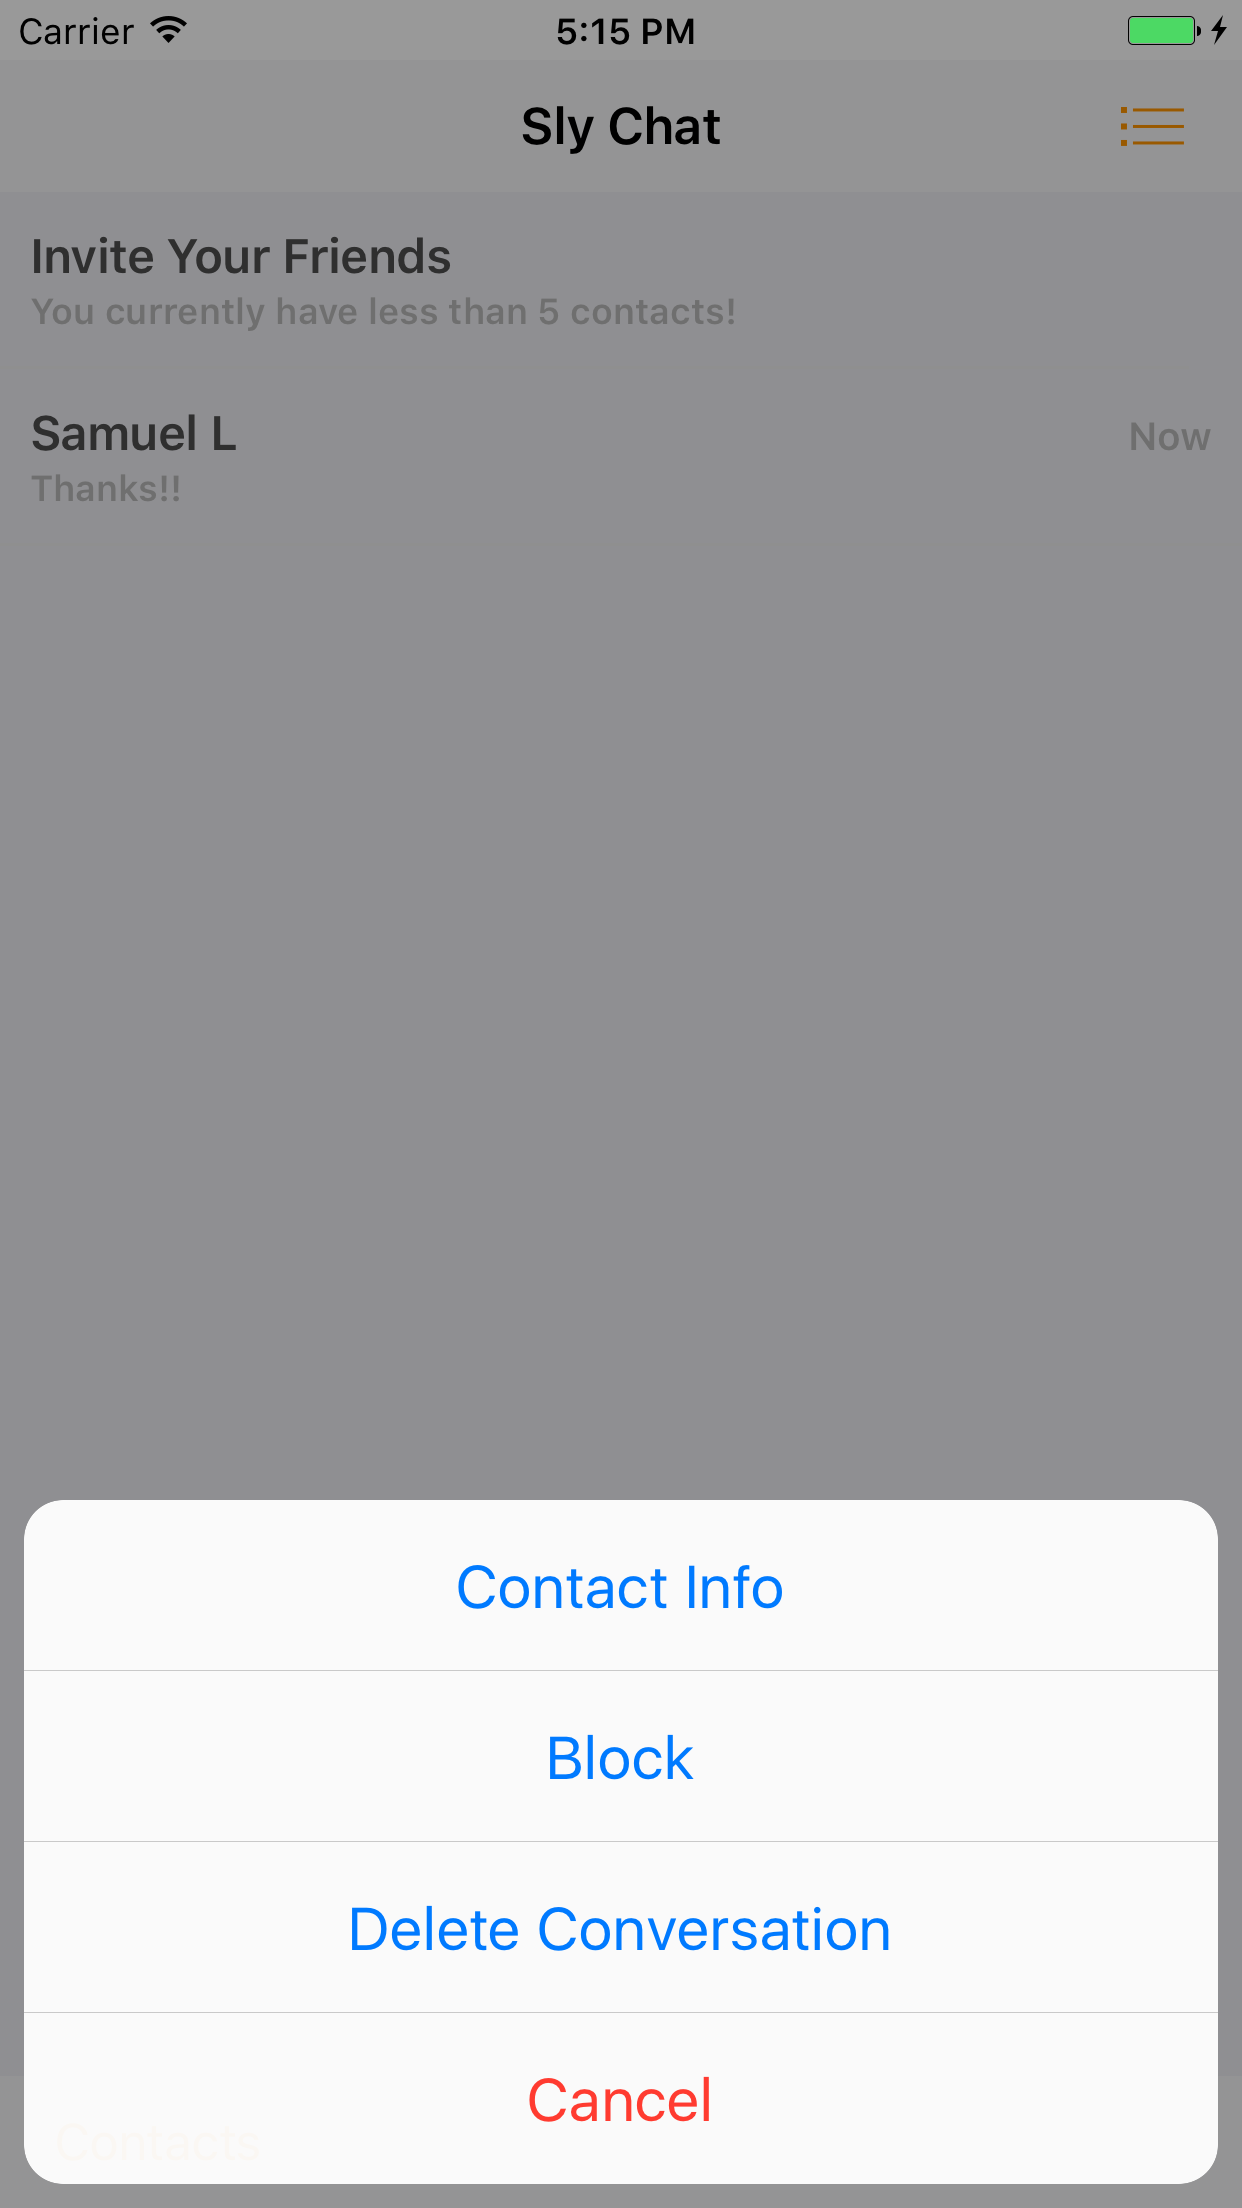 Carrier 5:15 PM
Sly Chat
Invite Your Friends
You currently have less than 5 contacts!
Samuel L Now
Thanks!!
Contact Info
Block
Delete Conversation
Cancel
Contacts